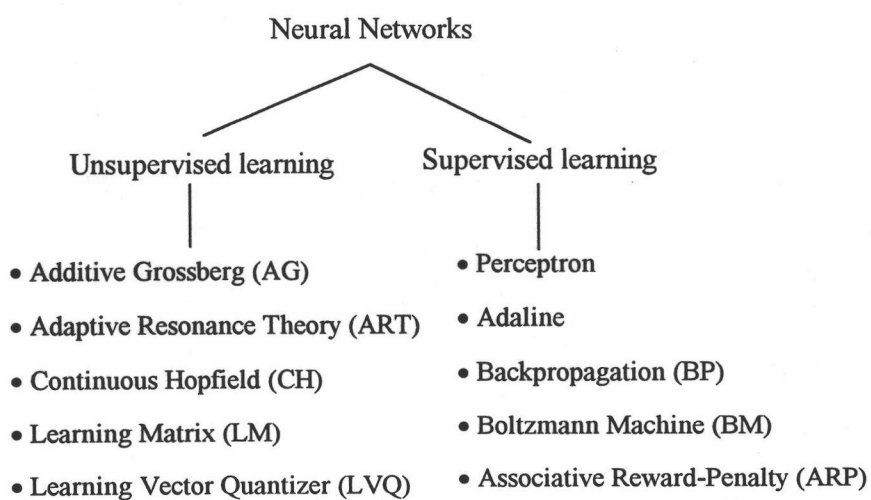 Neural Networks
Unsupervised learning
• Additive Grossberg (AG)
• Adaptive Resonance Theory (ART)
• Continuous Hopfield (CH)
• Learning Matrix (LM)
• Learning Vector Quantizer (LVQ)
Supervised learning
• Perceptron
• Adaline
• Backpropagation (BP)
• Boltzmann Machine (BM)
• Associative Reward-Penalty (ARP)